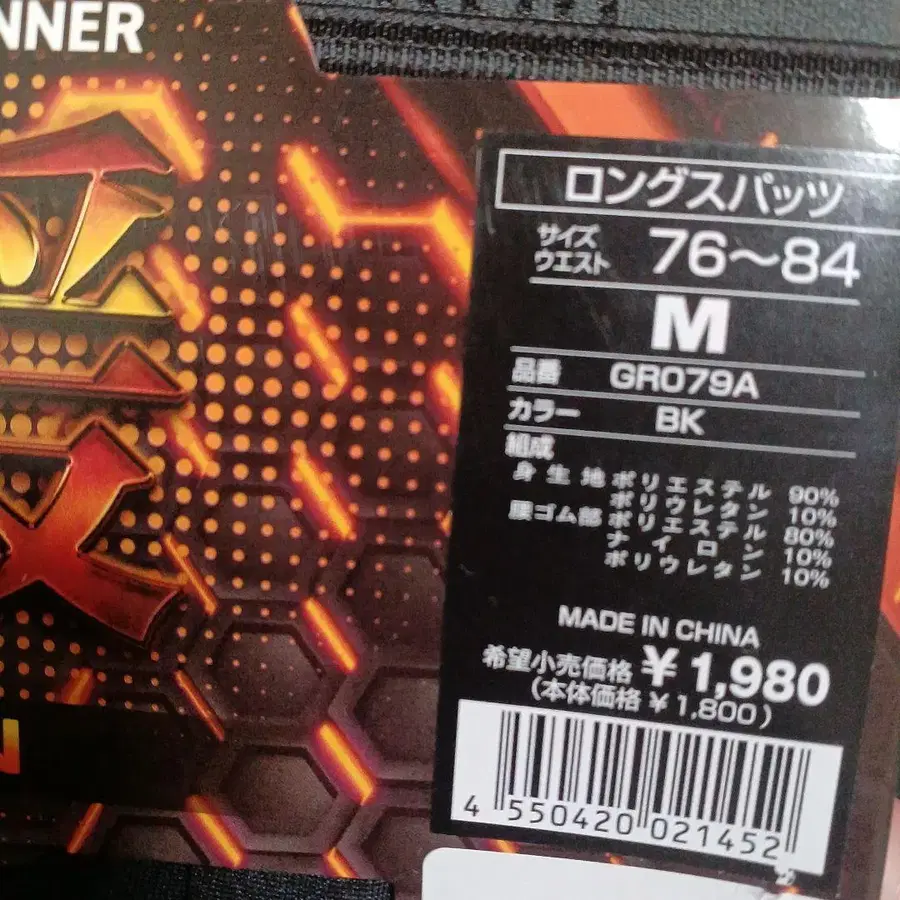 NNER
ロングスパッツ
サイズ
ウエスト 76～84
M
品番 GR079A
カラー BK
組成
身生地 ポリエステル 90%
ポリウレタン 10%
腰ゴム部 ポリエステル 80%
ナイロン 10%
ポリウレタン 10%
MADE IN CHINA
希望小売価格 ¥1,980
(本体価格 ¥1,800)
4 550420 021452
N